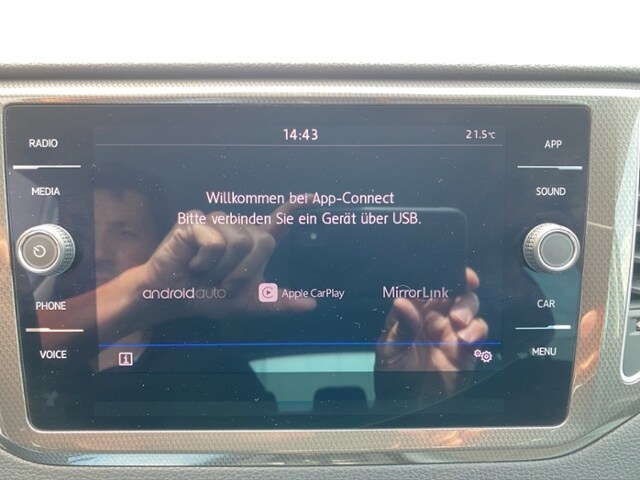 14:43
21.5°C
RADIO
APP
MEDIA
SOUND
Willkommen bei App-Connect
Bitte verbinden Sie ein Gerät über USB.
androidauto
Apple CarPlay
MirrorLink
PHONE
CAR
VOICE
MENU